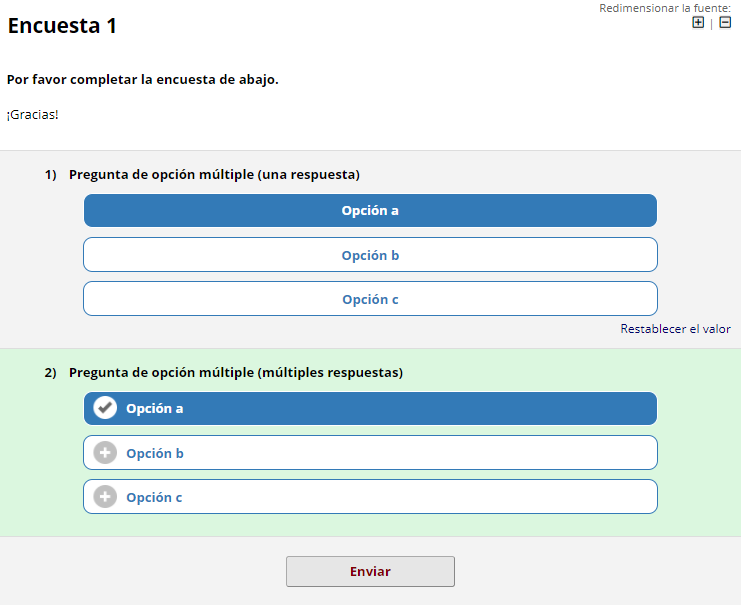 Redimensionar la fuente:
Encuesta 1
|
Por favor completar la encuesta de abajo.
¡Gracias!
1) Pregunta de opción múltiple (una respuesta)
Opción a
Opción b
Opción c
Restablecer el valor
2) Pregunta de opción múltiple (múltiples respuestas)
Opción a
Opción b
Opción c
Enviar